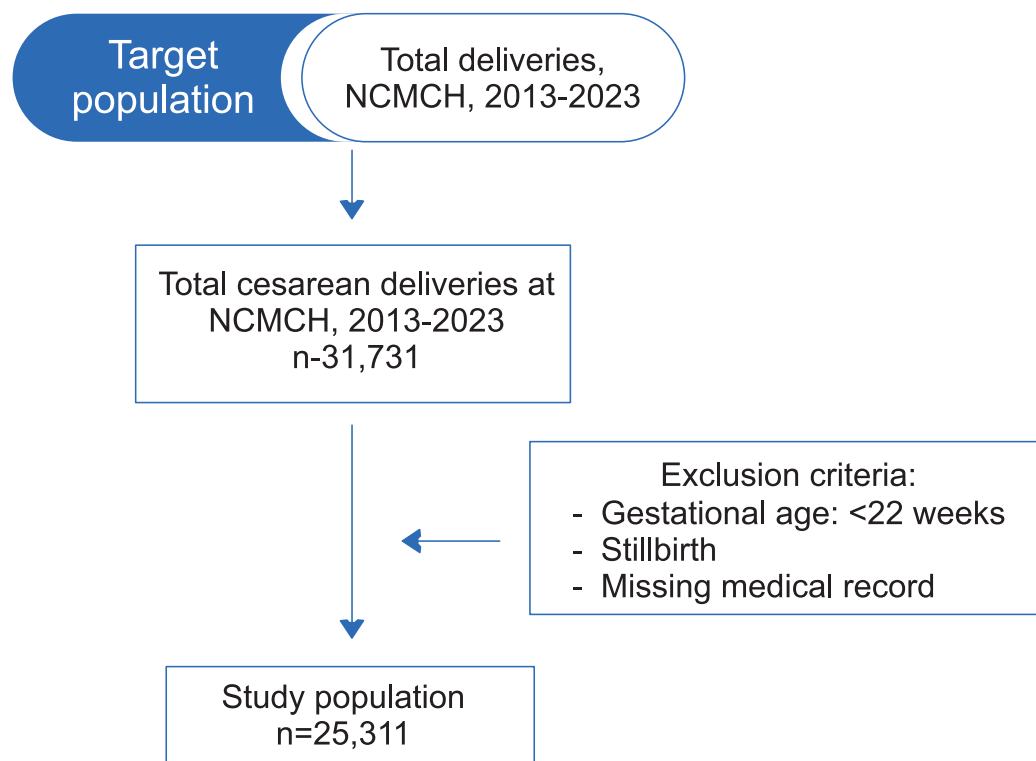 Target
population
Total deliveries,
NCMCH, 2013-2023
Total cesarean deliveries at
NCMCH, 2013-2023
n-31,731
Exclusion criteria:
- Gestational age: <22 weeks
- Stillbirth
- Missing medical record
Study population
n=25,311